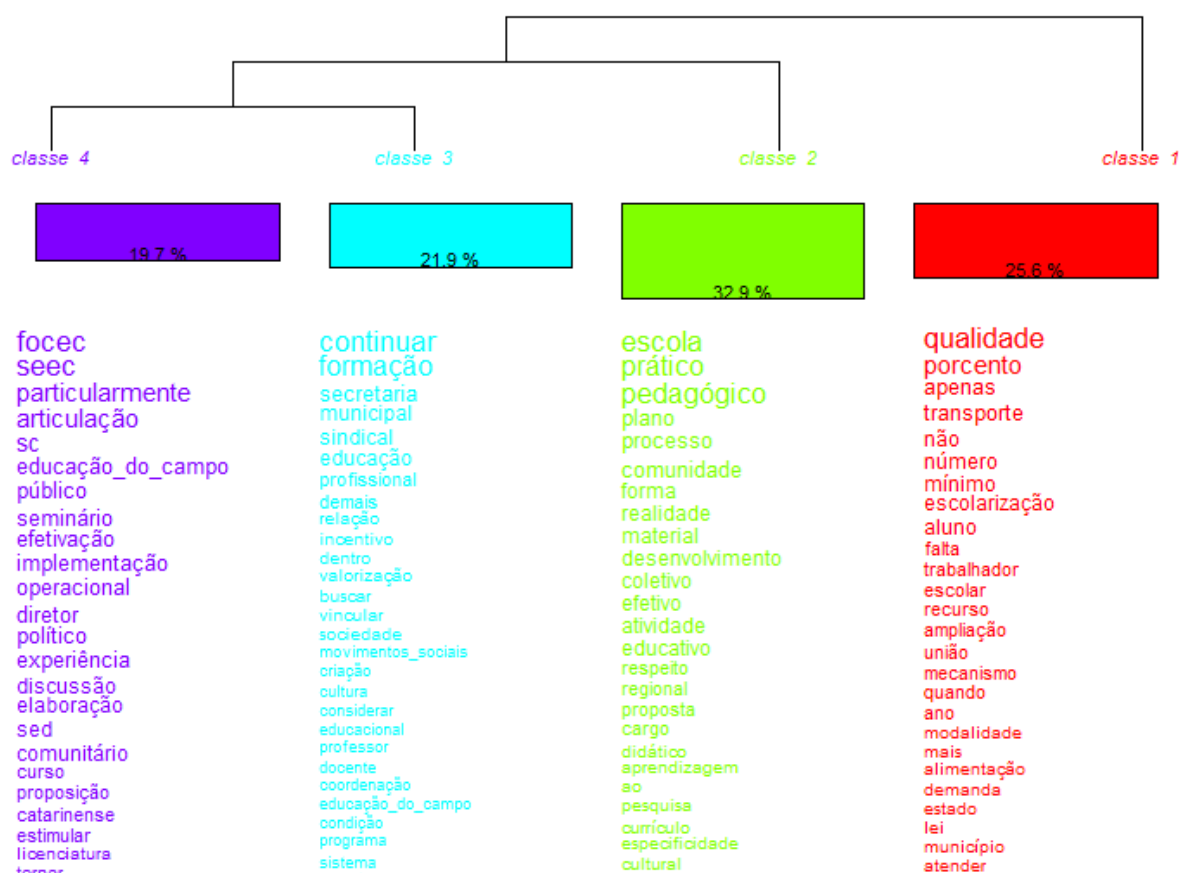 classe 4
classe 3
classe 2
classe 1
19.7 %
21.9 %
32.9 %
25.6 %
focec
seec
particularmente
articulação
sc
educação_do_campo
público
seminário
efetivação
implementação
operacional
diretor
político
experiência
discussão
elaboração
sed
comunitário
curso
proposição
catarinense
estimular
licenciatura
continuar
formação
secretaria
municipal
sindical
educação
profissional
demais
relação
incentivo
dentro
valorização
buscar
vincular
sociedade
movimentos_sociais
criação
cultura
considerar
educacional
professor
docente
coordenação
educação_do_campo
condição
programa
sistema
escola
prático
pedagógico
plano
processo
comunidade
forma
realidade
material
desenvolvimento
coletivo
efetivo
atividade
educativo
respeito
regional
proposta
cargo
didático
aprendizagem
ao
pesquisa
currículo
especificidade
cultural
qualidade
porcento
apenas
transporte
não
número
mínimo
escolarização
aluno
falta
trabalhador
escolar
recurso
ampliação
união
mecanismo
quando
ano
modalidade
mais
alimentação
demanda
estado
lei
município
atender